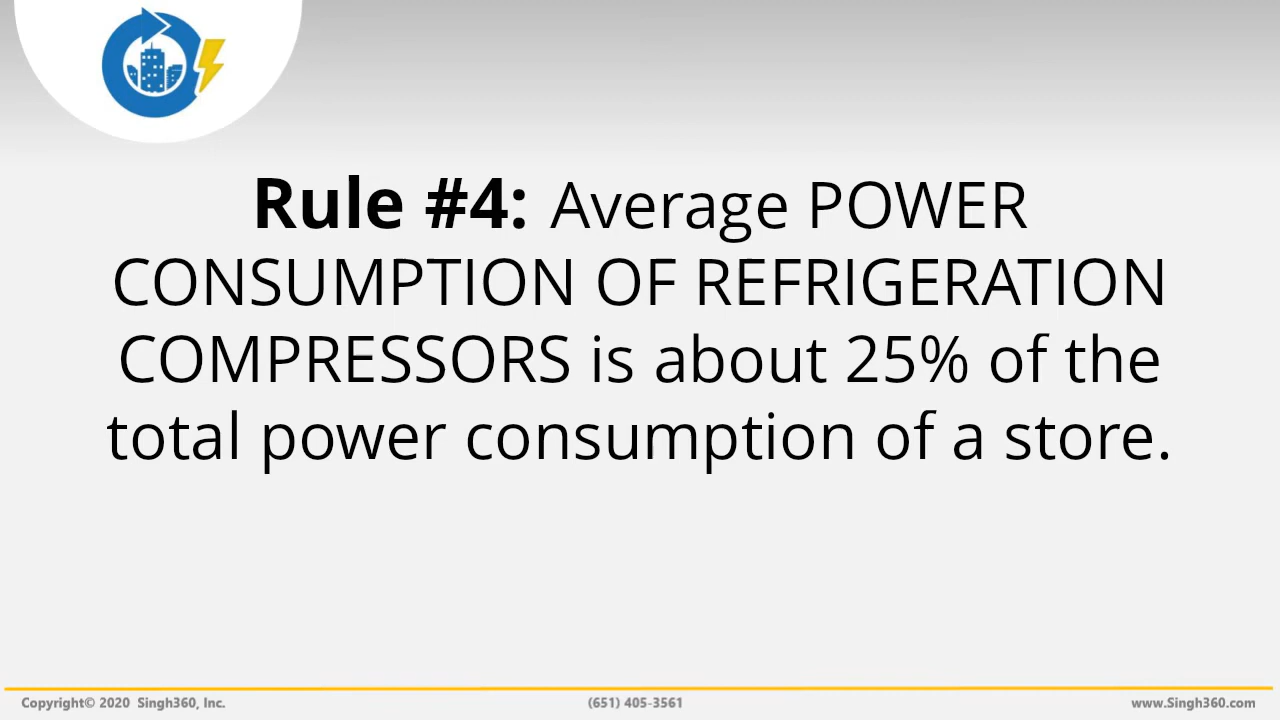 Rule #4: Average POWER
CONSUMPTION OF REFRIGERATION
COMPRESSORS is about 25% of the
total power consumption of a store.
Copyright© 2020 Singh360, Inc.
(651) 405-3561
www.Singh360.com